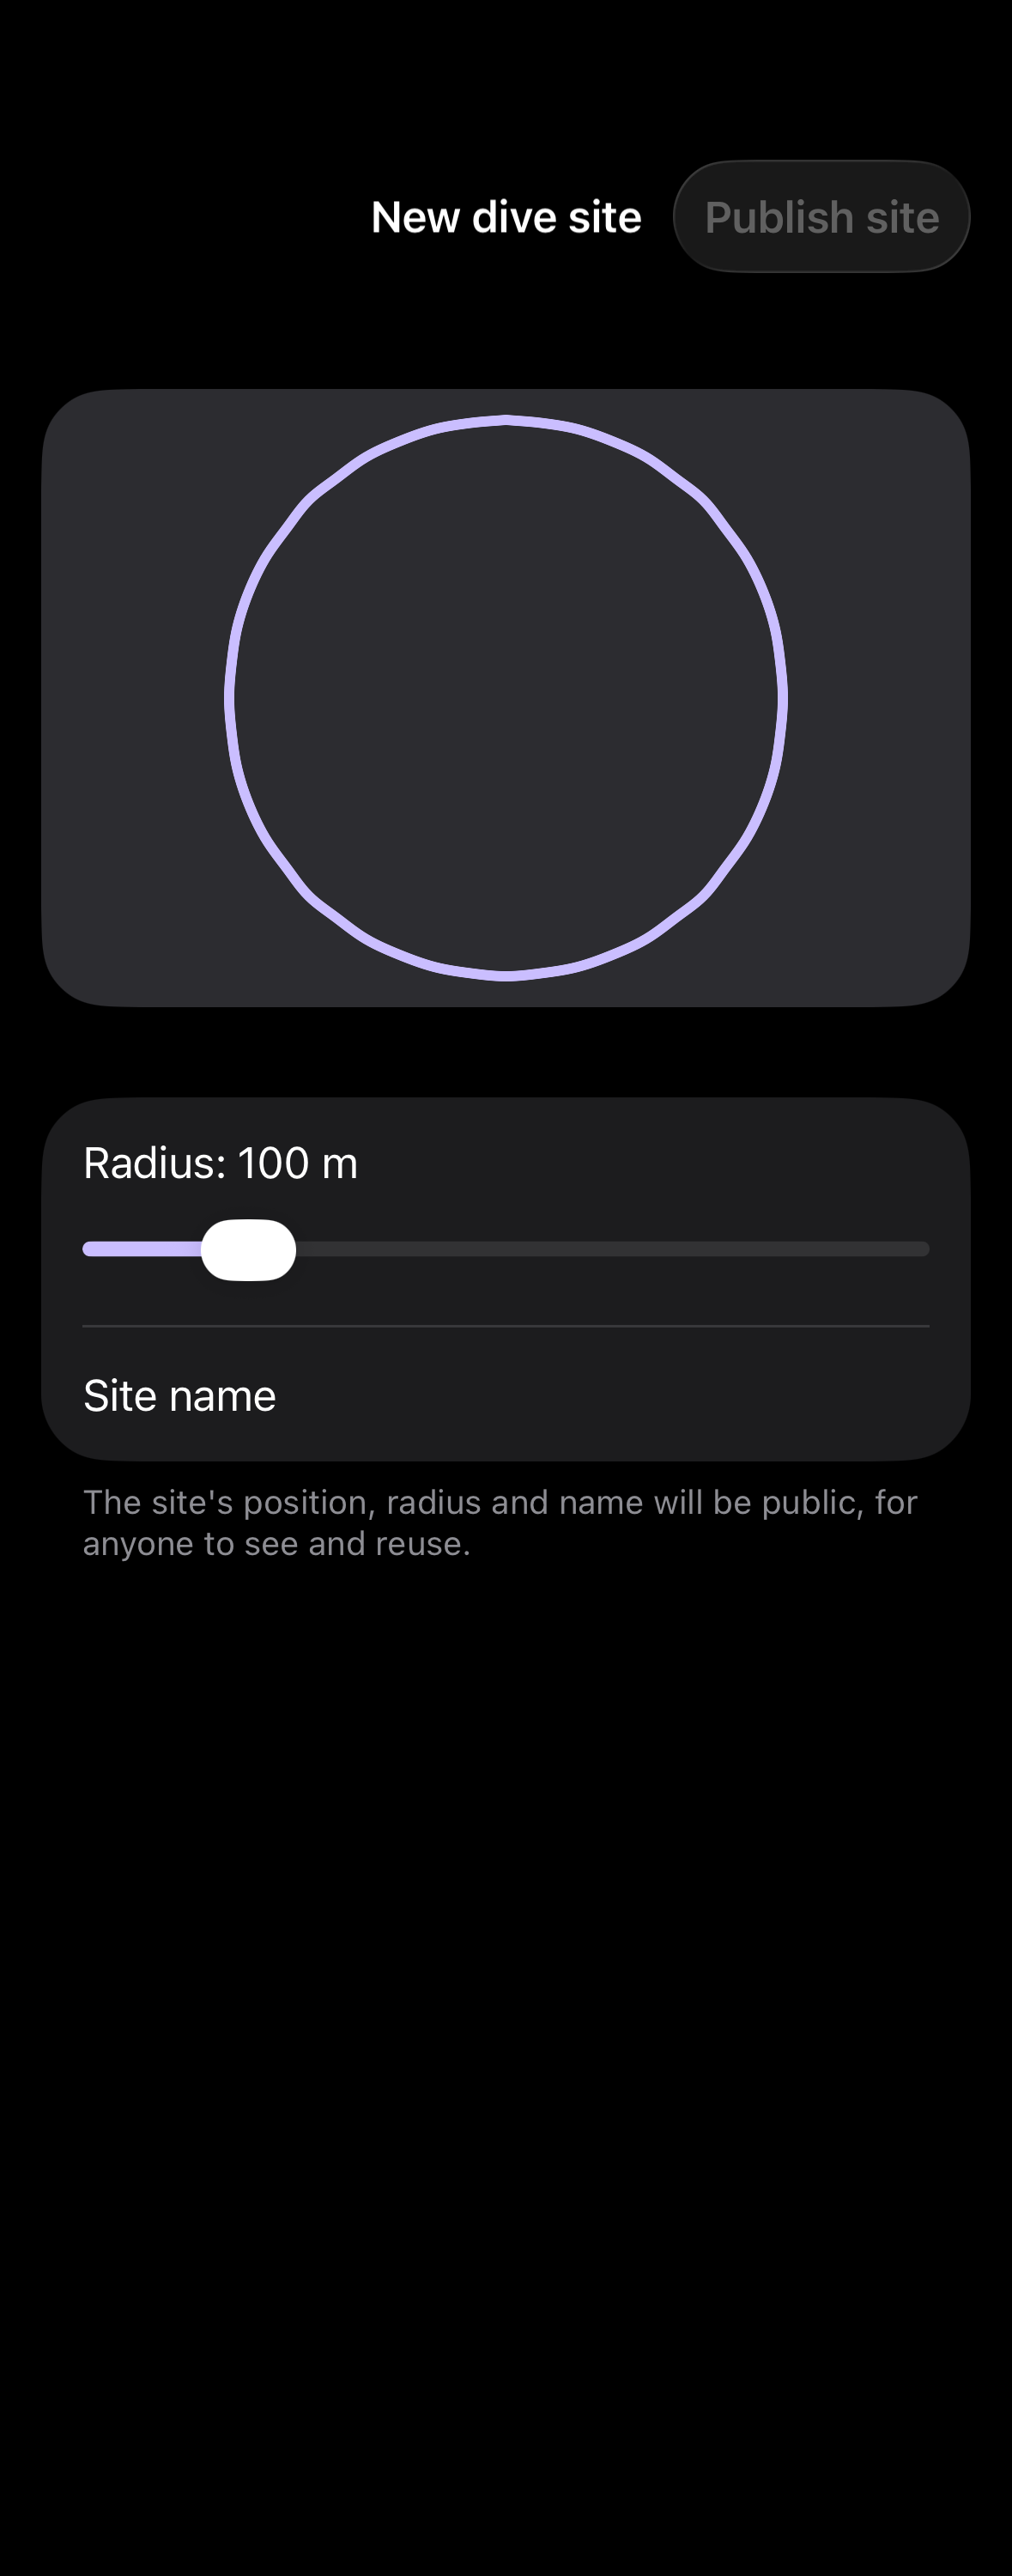 New dive site
Publish site
Radius: 100 m
Site name
The site's position, radius and name will be public, for
anyone to see and reuse.